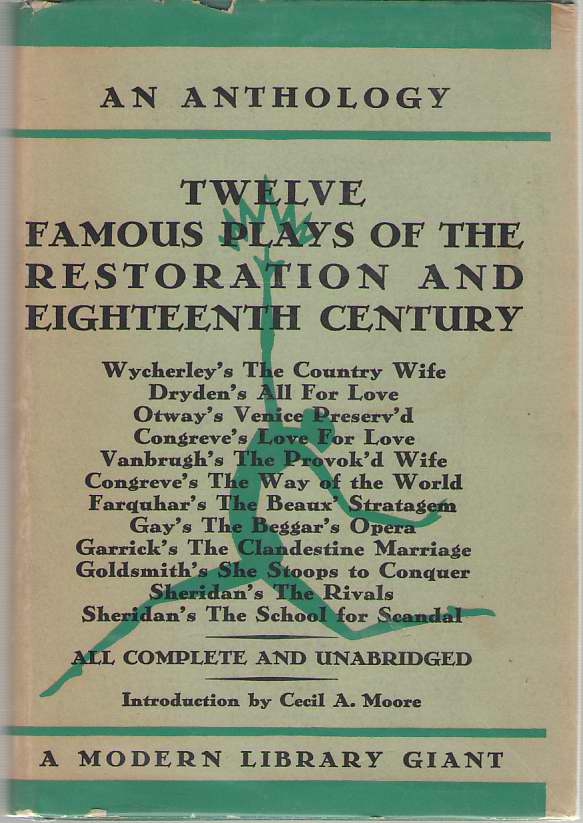 AN ANTHOLOGY
TWELVE
FAMOUS PLAYS OF THE
RESTORATION AND
EIGHTEENTH CENTURY
Wycherley's The Country Wife
Dryden's All For Love
Otway's Venice Preserv'd
Congreve's Love For Love
Vanbrugh's The Provok'd Wife
Congreve's The Way of the World
Farquhar's The Beaux' Stratagem
Gay's The Beggar's Opera
Garrick's The Clandestine Marriage
Goldsmith's She Stoops to Conquer
Sheridan's The Rivals
Sheridan's The School for Scandal
ALL COMPLETE AND UNABRIDGED
Introduction by Cecil A. Moore
A MODERN LIBRARY GIANT